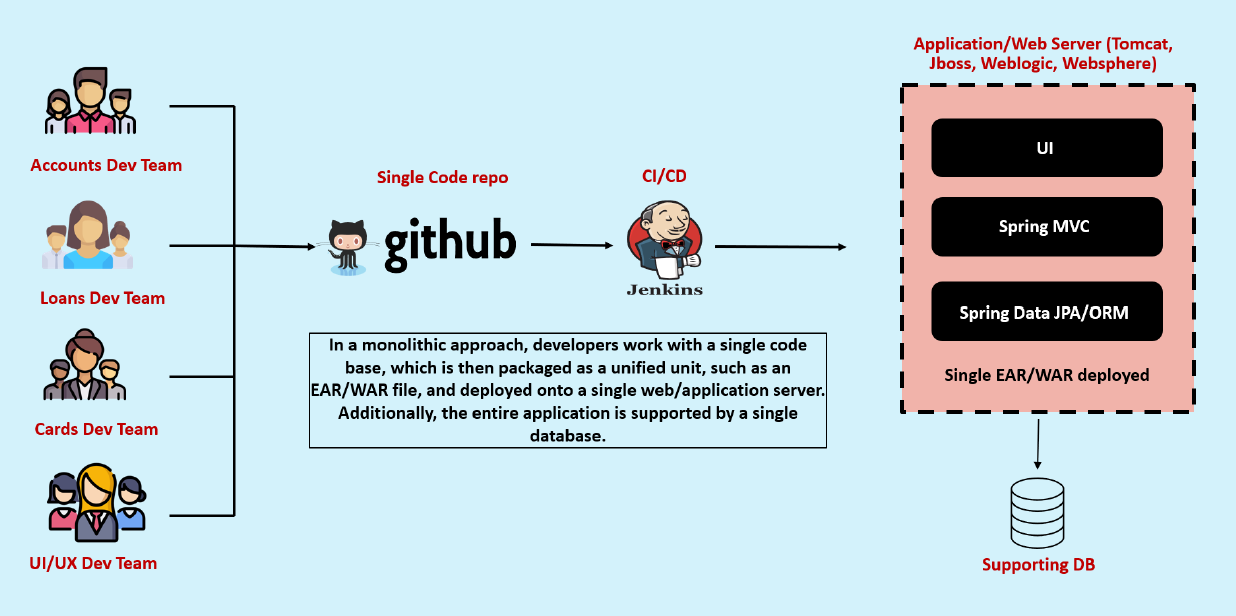 Application/Web Server (Tomcat,
Jboss, Weblogic, Websphere)
Accounts Dev Team
Loans Dev Team
Cards Dev Team
UI/UX Dev Team
Single Code repo
github
CI/CD
Jenkins
In a monolithic approach, developers work with a single code
base, which is then packaged as a unified unit, such as an
EAR/WAR file, and deployed onto a single web/application server.
Additionally, the entire application is supported by a single
database.
UI
Spring MVC
Spring Data JPA/ORM
Single EAR/WAR deployed
Supporting DB